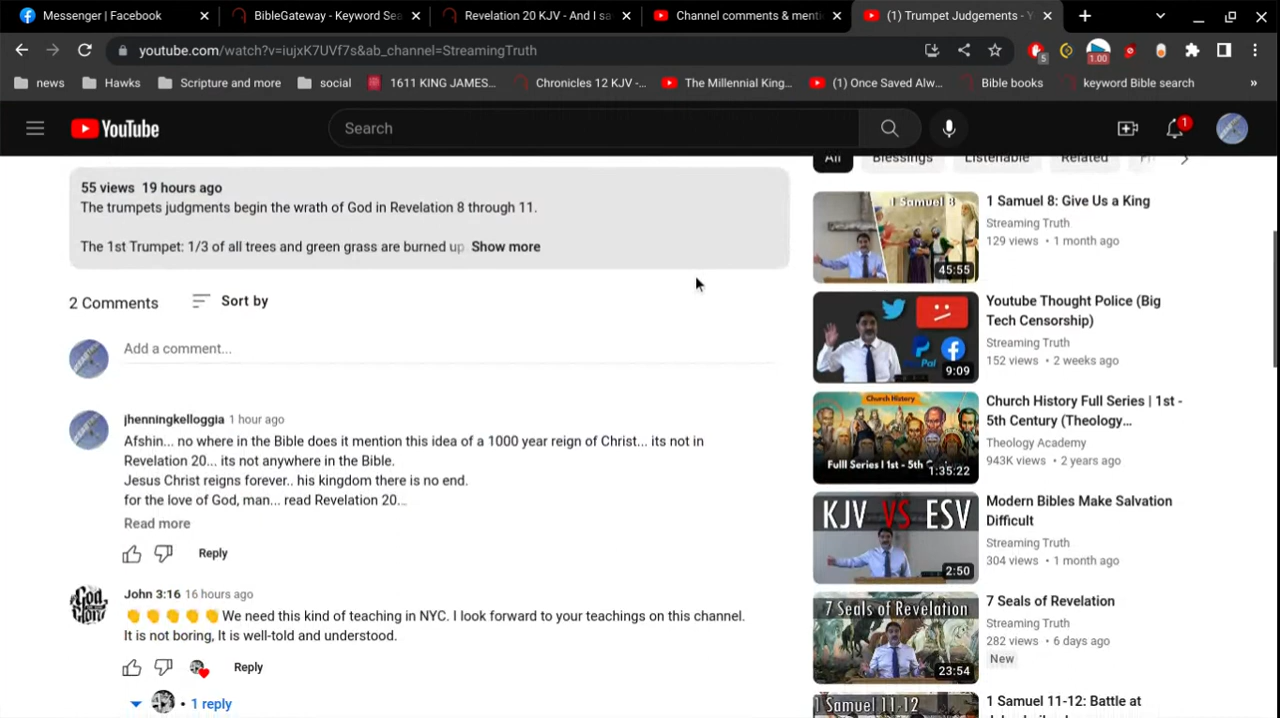 Messenger | Facebook
BibleGateway - Keyword Sea
Revelation 20 KJV - And I sa
Channel comments & menti
(1) Trumpet Judgements - Y
youtube.com/watch?v=iujxK7UVf7s&ab_channel=StreamingTruth
5
1.00
news
Hawks
Scripture and more
social
1611 KING JAMES...
Chronicles 12 KJV -...
The Millennial King...
(1) Once Saved Alw...
Bible books
keyword Bible search
»
YouTube
Search
1
All
Blessings
Listenable
Related
55 views 19 hours ago
The trumpets judgments begin the wrath of God in Revelation 8 through 11.
The 1st Trumpet: 1/3 of all trees and green grass are burned up Show more
2 Comments
Sort by
Add a comment...
jhenningkelloggia 1 hour ago
Afshin... no where in the Bible does it mention this idea of a 1000 year reign of Christ... its not in
Revelation 20... its not anywhere in the Bible.
Jesus Christ reigns forever.. his kingdom there is no end.
for the love of God, man... read Revelation 20...
Read more
Reply
John 3:16 16 hours ago
👏👏👏👏👏We need this kind of teaching in NYC. I look forward to your teachings on this channel.
It is not boring, It is well-told and understood.
Reply
• 1 reply
1 Samuel 8
45:55
1 Samuel 8: Give Us a King
Streaming Truth
129 views • 1 month ago
Pal
9:09
Youtube Thought Police (Big
Tech Censorship)
Streaming Truth
152 views • 2 weeks ago
Church History
Full Series | 1st - 5th
1:35:22
Church History Full Series | 1st -
5th Century (Theology...
Theology Academy
943K views • 2 years ago
KJV VS ESV
2:50
Modern Bibles Make Salvation
Difficult
Streaming Truth
304 views • 1 month ago
7 Seals of Revelation
23:54
7 Seals of Revelation
Streaming Truth
282 views • 6 days ago
New
1 Samuel 11-12
1 Samuel 11-12: Battle at